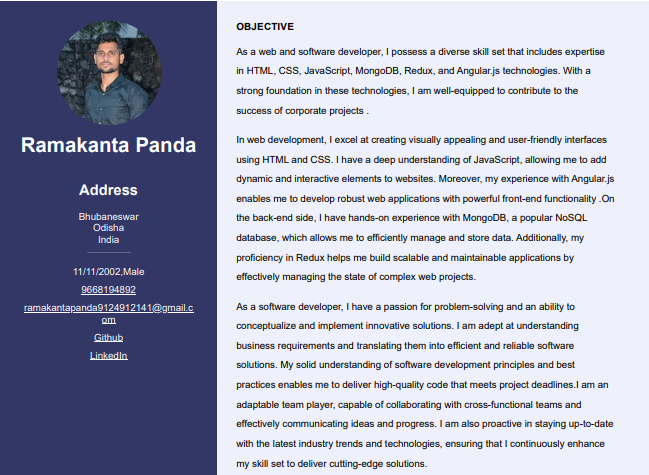 Ramakanta Panda
Address
Bhubaneswar
Odisha
India
11/11/2002,Male
9668194892
ramakantapanda9124912141@gmail.c
om
Github
LinkedIn
OBJECTIVE
As a web and software developer, I possess a diverse skill set that includes expertise
in HTML, CSS, JavaScript, MongoDB, Redux, and Angular.js technologies. With a
strong foundation in these technologies, I am well-equipped to contribute to the
success of corporate projects .
In web development, I excel at creating visually appealing and user-friendly interfaces
using HTML and CSS. I have a deep understanding of JavaScript, allowing me to add
dynamic and interactive elements to websites. Moreover, my experience with Angular.js
enables me to develop robust web applications with powerful front-end functionality .On
the back-end side, I have hands-on experience with MongoDB, a popular NoSQL
database, which allows me to efficiently manage and store data. Additionally, my
proficiency in Redux helps me build scalable and maintainable applications by
effectively managing the state of complex web projects.
As a software developer, I have a passion for problem-solving and an ability to
conceptualize and implement innovative solutions. I am adept at understanding
business requirements and translating them into efficient and reliable software
solutions. My solid understanding of software development principles and best
practices enables me to deliver high-quality code that meets project deadlines.I am an
adaptable team player, capable of collaborating with cross-functional teams and
effectively communicating ideas and progress. I am also proactive in staying up-to-date
with the latest industry trends and technologies, ensuring that I continuously enhance
my skill set to deliver cutting-edge solutions.